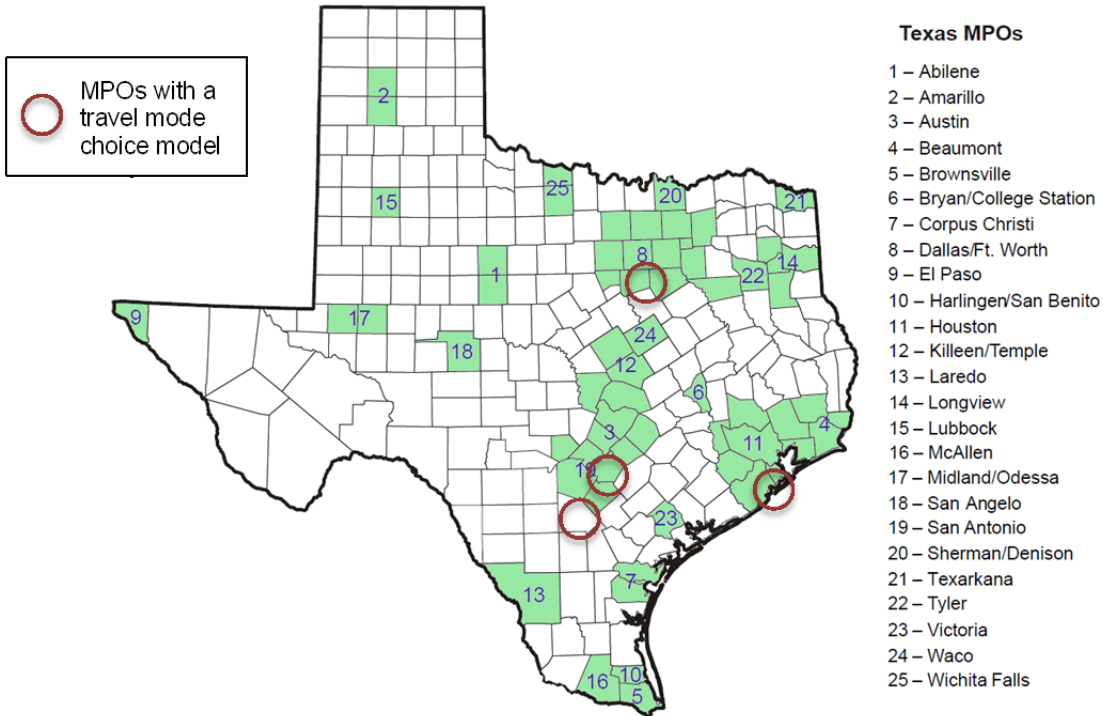 MPOs with a
travel mode
choice model
Texas MPOs
1 – Abilene
2 – Amarillo
3 – Austin
4 – Beaumont
5 – Brownsville
6 – Bryan/College Station
7 – Corpus Christi
8 – Dallas/Ft. Worth
9 – El Paso
10 – Harlingen/San Benito
11 – Houston
12 – Killeen/Temple
13 – Laredo
14 – Longview
15 – Lubbock
16 – McAllen
17 – Midland/Odessa
18 – San Angelo
19 – San Antonio
20 – Sherman/Denison
21 – Texarkana
22 – Tyler
23 – Victoria
24 – Waco
25 – Wichita Falls
2
25
20
21
15
8
14
1
22
9
17
24
18
12
6
3
4
11
19
23
7
13
10
16
5